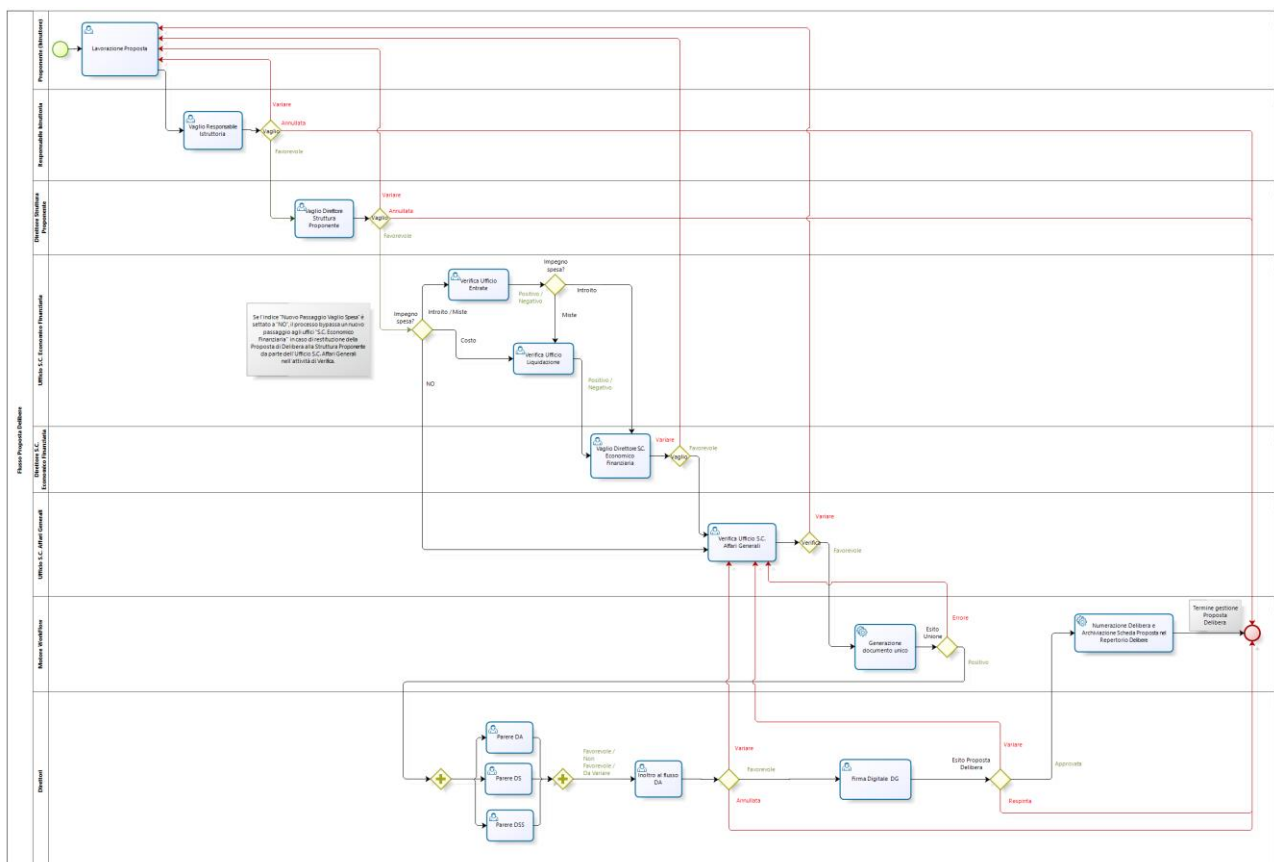 Flusso Proposta Delibere
Proponente (Istruttore)
Lavorazione Proposta
Responsabile Istruttoria
Vaglio Responsabile
Istruttoria
Vaglio
Variare
Annullata
Favorevole
Direttore Struttura
Proponente
Vaglio Direttore
Struttura
Proponente
Vaglio
Variare
Annullata
Favorevole
Ufficio S.C. Economico Finanziaria
Se l'indice "Nuovo Passaggio Vaglio Spesa" è
settato a "NO", il processo bypassa un nuovo
passaggio agli uffici "S.C. Economico
Finanziaria" in caso di restituzione della
Proposta di Delibera alla Struttura Proponente
da parte dell'Ufficio S.C. Affari Generali
nell'attività di Verifica.
Impegno
spesa?
Introito / Miste
Costo
NO
Verifica Ufficio
Entrate
Positivo /
Negativo
Impegno
spesa?
Introito
Miste
Verifica Ufficio
Liquidazione
Positivo /
Negativo
Direttore S.C.
Economico Finanziaria
Vaglio Direttore S.C.
Economico
Finanziaria
Variare
Vaglio
Favorevole
Ufficio S.C. Affari Generali
Verifica Ufficio S.C.
Affari Generali
Verifica
Variare
Favorevole
Motore Workflow
Generazione
documento unico
Esito
Unione
Errore
Positivo
Numerazione Delibera e
Archiviazione Scheda Proposta nel
Repertorio Delibere
Termine gestione
Proposta
Delibera
Direttori
Parere DA
Parere DS
Parere DSS
Favorevole /
Non
Favorevole /
Da Variare
Inoltro al flusso
DA
Variare
Favorevole
Annullata
Firma Digitale DG
Esito Proposta
Delibera
Variare
Approvata
Respinta